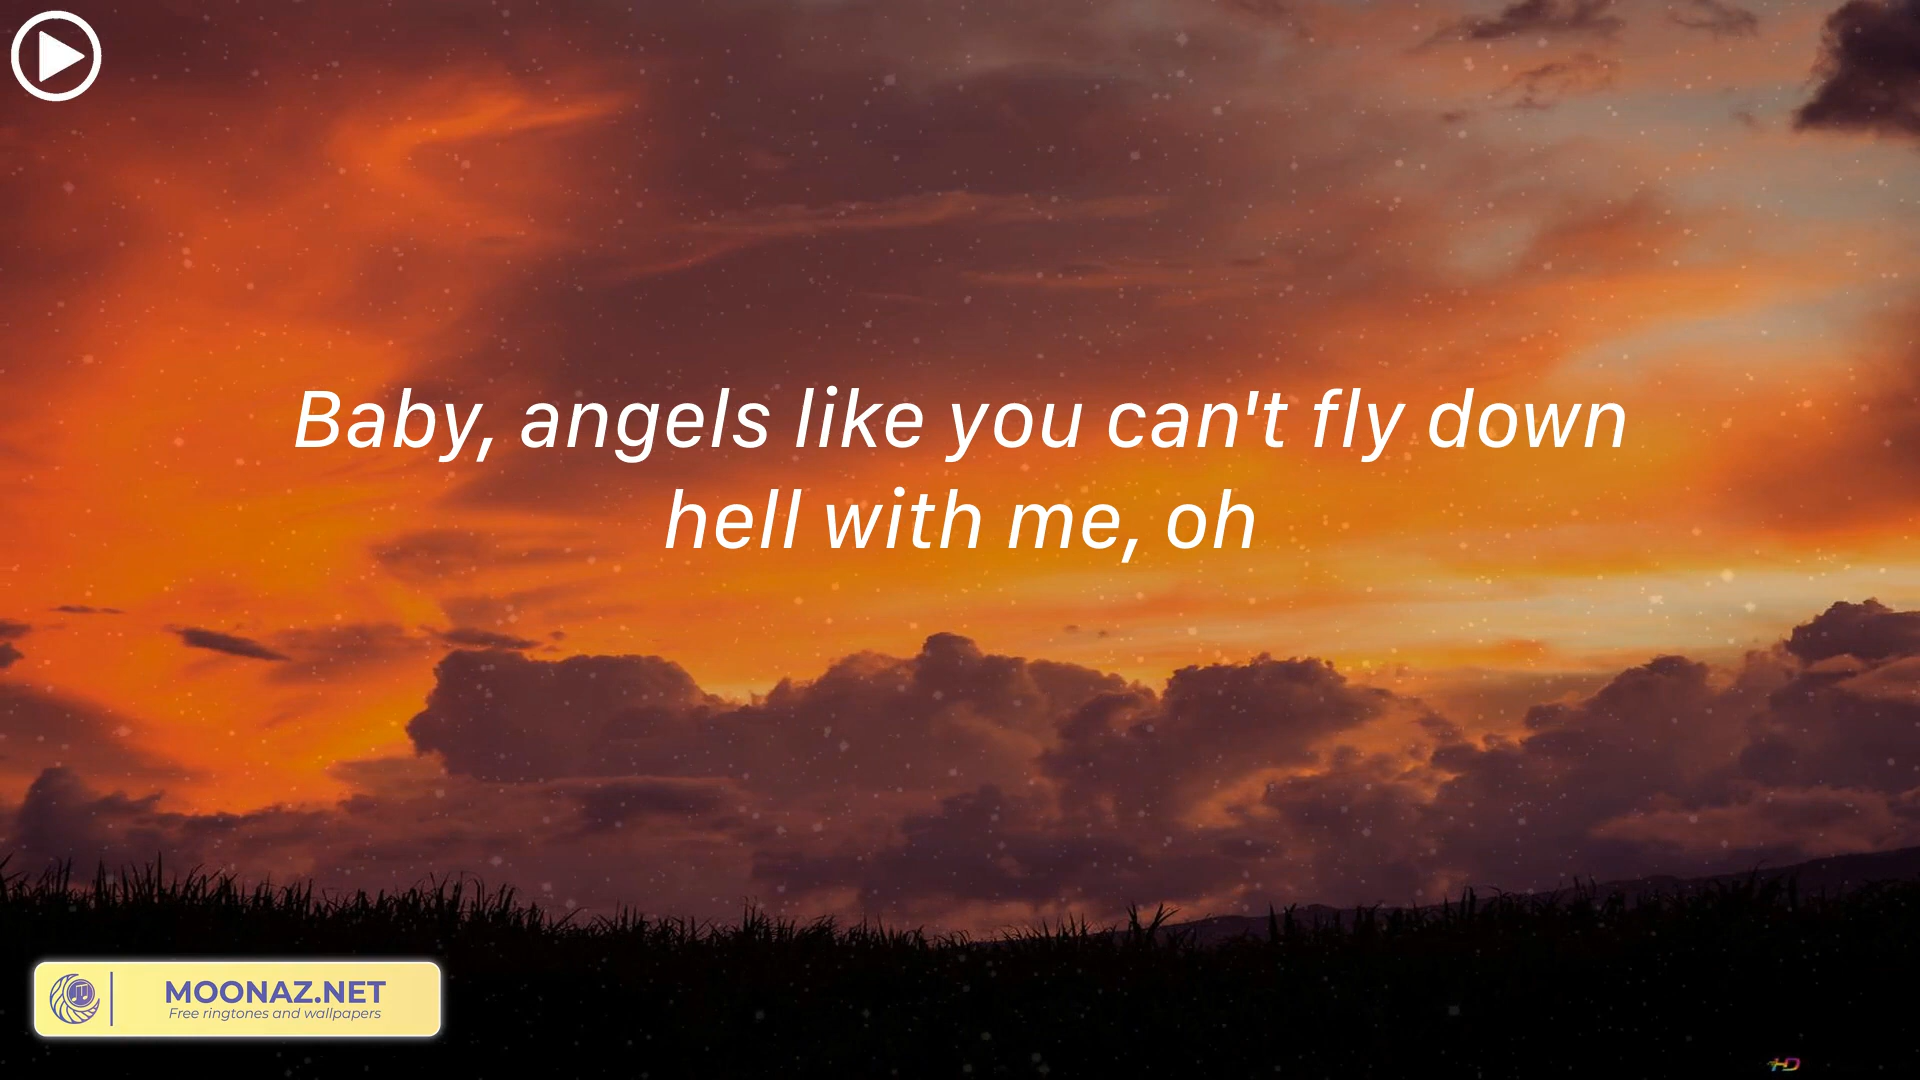 Baby, angels like you can't fly down
hell with me, oh
MOONAZ.NET
Free ringtones and wallpapers
HD